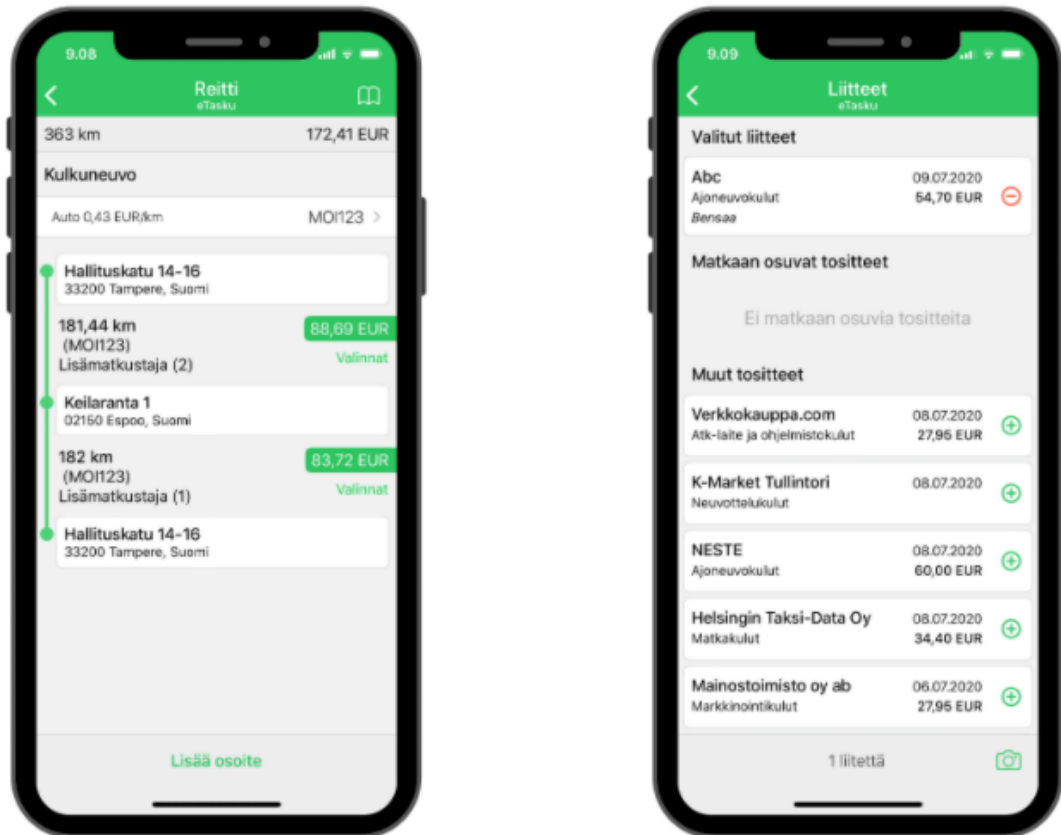 9.08
Reitti
eTasku
363 km 172,41 EUR
Kulkuneuvo
Auto 0,43 EUR/km MOI123
Hallituskatu 14-16
33200 Tampere, Suomi
181,44 km 88,69 EUR
(MOI123) Valinnat
Lisämatkustaja (2)
Keilaranta 1
02150 Espoo, Suomi
182 km 83,72 EUR
(MOI123) Valinnat
Lisämatkustaja (1)
Hallituskatu 14-16
33200 Tampere, Suomi
Lisää osoite
9.09
Liitteet
eTasku
Valitut liitteet
Abc 09.07.2020
Ajoneuvokulut 54,70 EUR
Bensaa
Matkaan osuvat tositteet
Ei matkaan osuvia tositteita
Muut tositteet
Verkkokauppa.com 08.07.2020
Atk-laite ja ohjelmistokulut 27,95 EUR
K-Market Tullintori 08.07.2020
Neuvottelukulut
NESTE 08.07.2020
Ajoneuvokulut 60,00 EUR
Helsingin Taksi-Data Oy 08.07.2020
Matkakulut 34,40 EUR
Mainostoimisto oy ab 06.07.2020
Markkinointikulut 27,95 EUR
1 liitettä